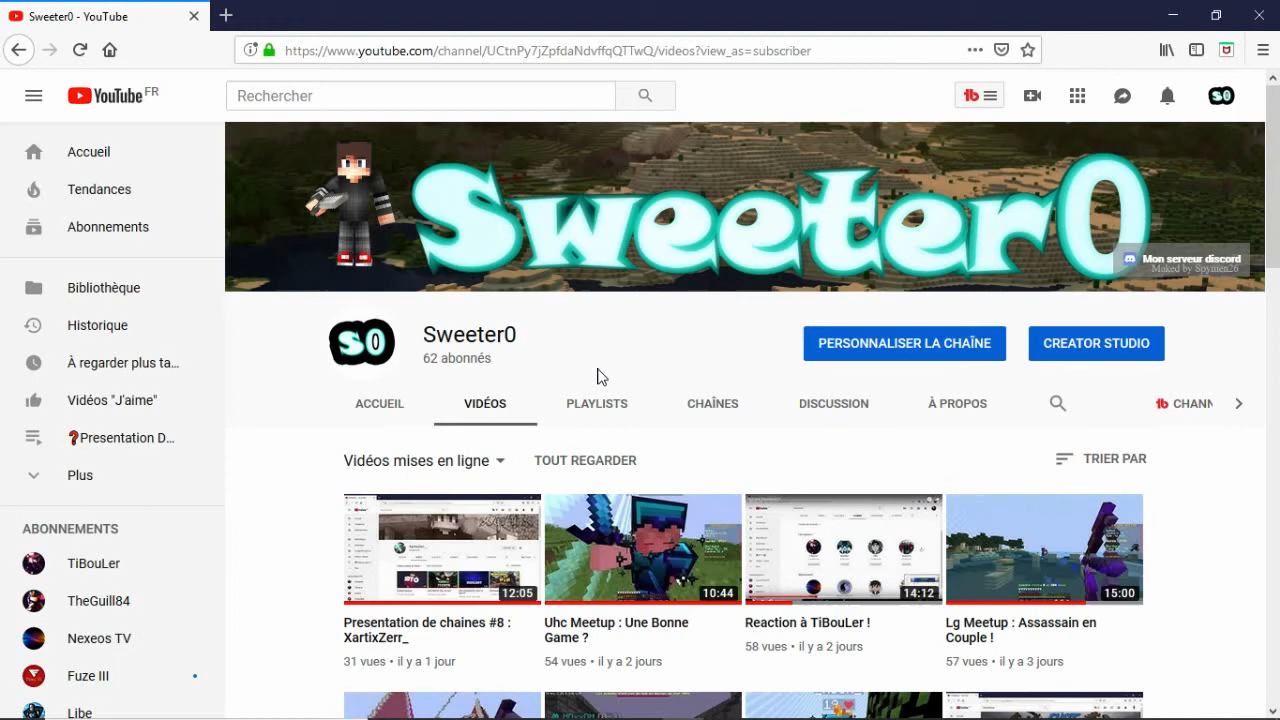 Sweeter0 - YouTube
https://www.youtube.com/channel/UCtnPy7jZpfdaNdvffqQTTwQ/videos?view_as=subscriber
YouTube FR
Rechercher
S0
Accueil
Tendances
Abonnements
Bibliothèque
Historique
À regarder plus ta...
Vidéos "J'aime"
❓Presentation D...
Plus
ABONNEMENTS
TiBouLer
TheGuill84
Nexeos TV
Fuze III
Libe
Sweeter0
Mon serveur discord
Maked by Spymen26
S0
Sweeter0
62 abonnés
PERSONNALISER LA CHAÎNE
CREATOR STUDIO
ACCUEIL
VIDÉOS
PLAYLISTS
CHAÎNES
DISCUSSION
À PROPOS
CHANN
Vidéos mises en ligne
TOUT REGARDER
TRIER PAR
12:05
10:44
14:12
15:00
Presentation de chaines #8 :
XartixZerr_
31 vues • il y a 1 jour
Uhc Meetup : Une Bonne
Game ?
54 vues • il y a 2 jours
Reaction à TiBouLer !
58 vues • il y a 2 jours
Lg Meetup : Assassain en
Couple !
57 vues • il y a 3 jours